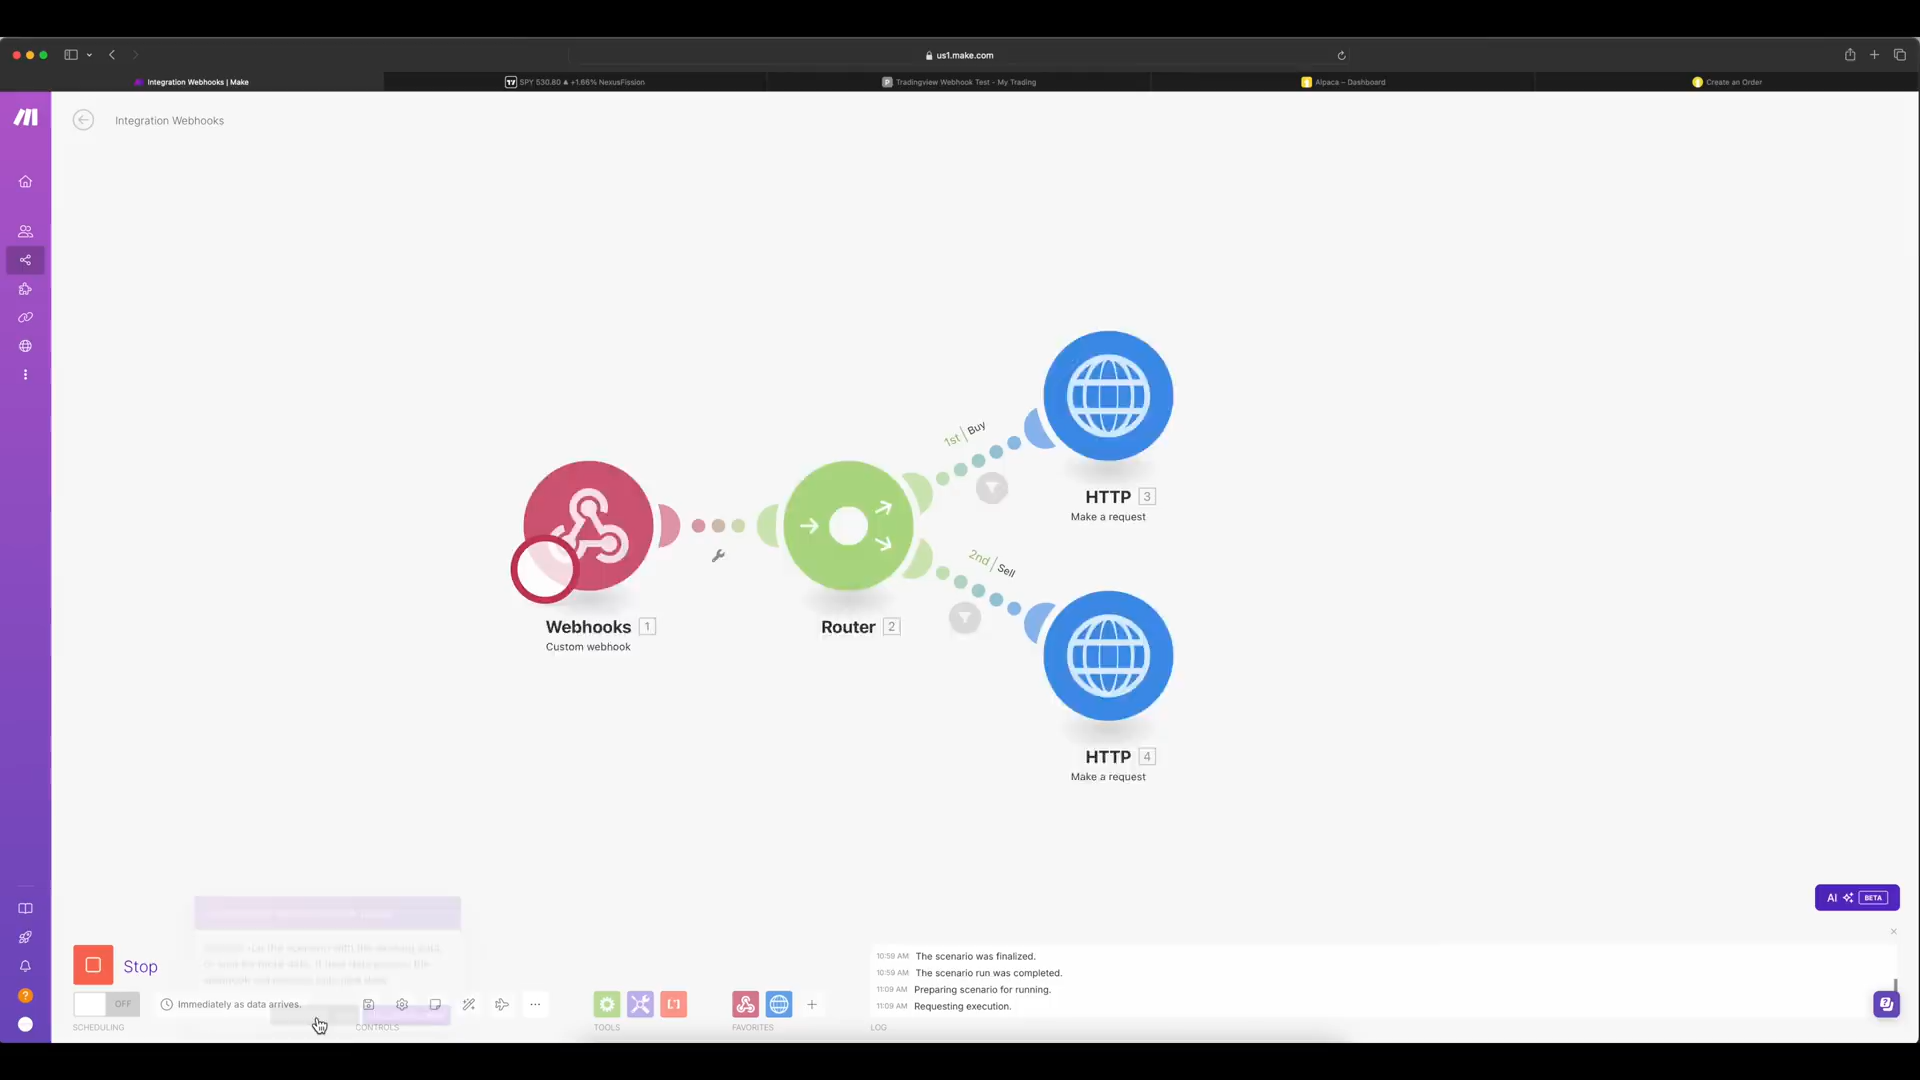 us1.make.com
Integration Webhooks | Make
SPY 530.80 ▲ +1.66% NexusFission
Tradingview Webhook Test - My Trading
Alpaca – Dashboard
Create an Order
Integration Webhooks
1st | Buy
HTTP 3
Make a request
2nd | Sell
Webhooks 1
Custom webhook
Router 2
HTTP 4
Make a request
AI BETA
Stop
OFF
Immediately as data arrives.
SCHEDULING
CONTROLS
TOOLS
FAVORITES
10:59 AM The scenario was finalized.
10:59 AM The scenario run was completed.
11:09 AM Preparing scenario for running.
11:09 AM Requesting execution.
LOG